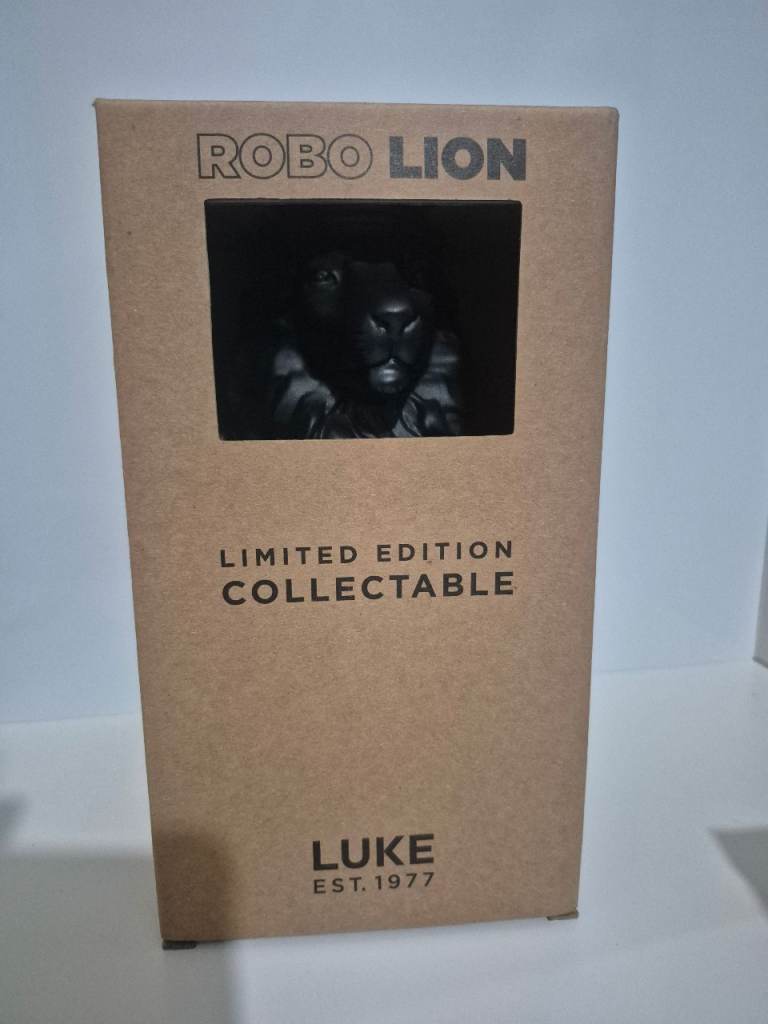 ROBO LION
LIMITED EDITION
COLLECTABLE
LUKE
EST. 1977